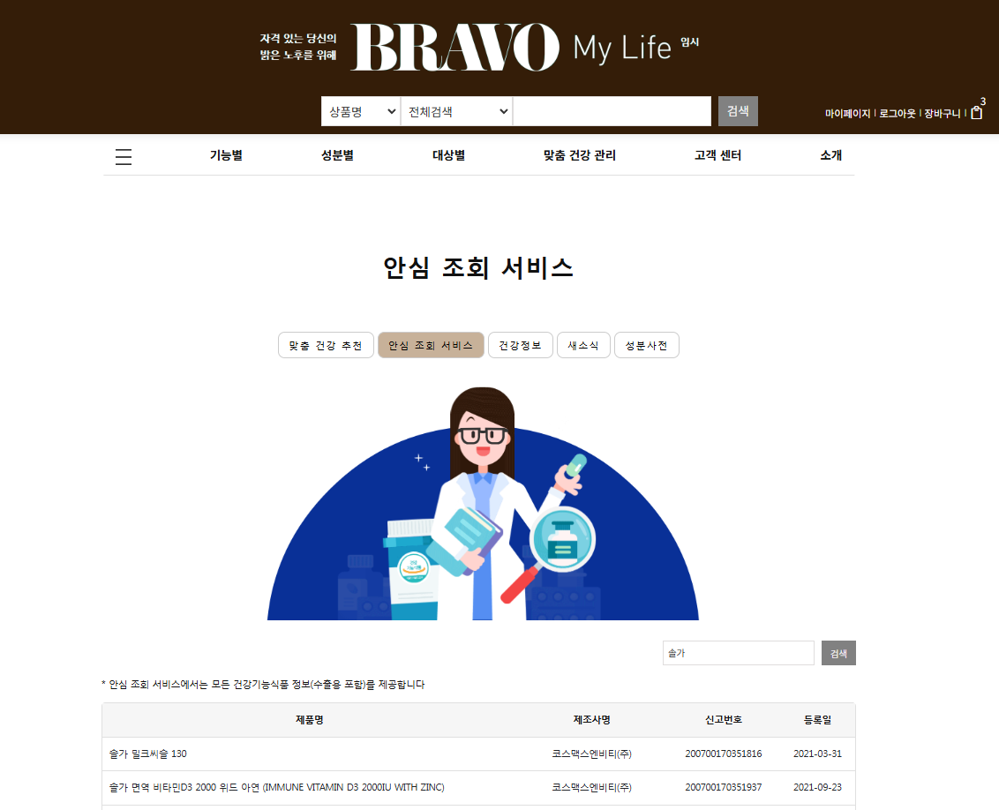 자격 있는 당신의
밝은 노후를 위해
BRAVO My Life 임시
상품명 전체검색 검색
마이페이지 | 로그아웃 | 장바구니 | 3
기능별 성분별 대상별 맞춤 건강 관리 고객 센터 소개
안심 조회 서비스
맞춤 건강 추천 안심 조회 서비스 건강정보 새소식 성분사전
건강
기능식품
솔가 검색
* 안심 조회 서비스에서는 모든 건강기능식품 정보(수출용 포함)를 제공합니다
제품명 제조사명 신고번호 등록일
솔가 밀크씨슬 130 코스맥스엔비티(주) 200700170351816 2021-03-31
솔가 면역 비타민D3 2000 위드 아연 (IMMUNE VITAMIN D3 2000IU WITH ZINC) 코스맥스엔비티(주) 200700170351937 2021-09-23